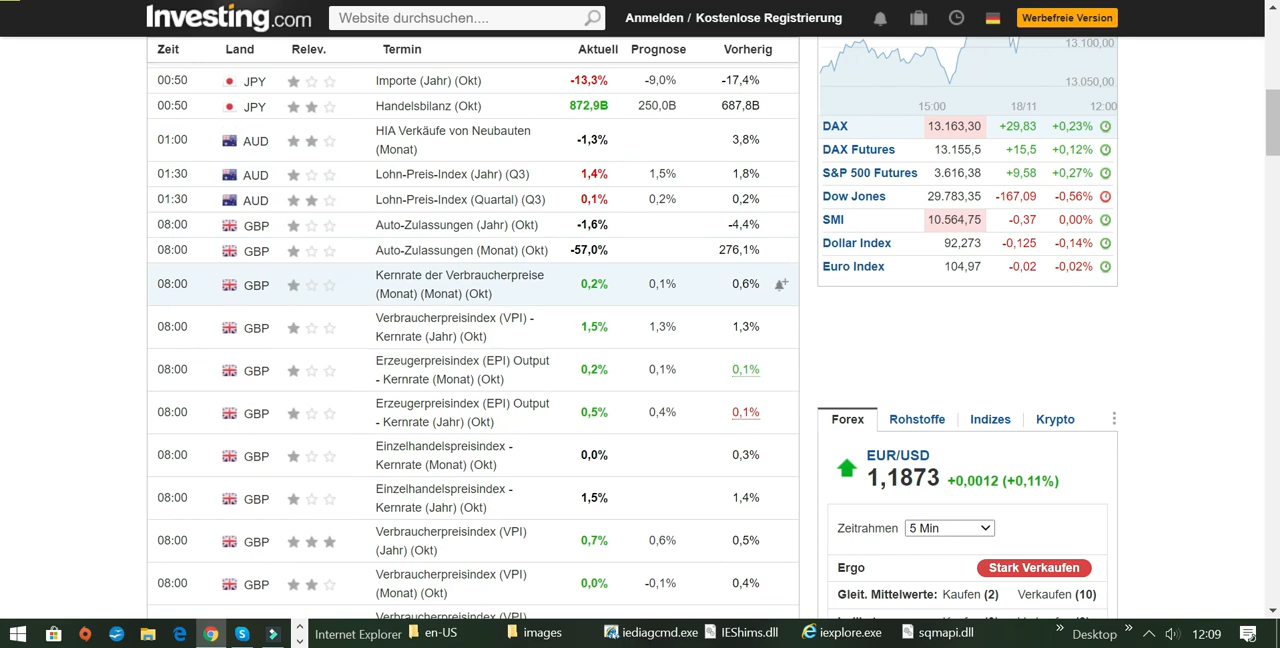 Investing.com
Website durchsuchen....
Anmelden / Kostenlose Registrierung
Werbefreie Version
Zeit Land Relev. Termin Aktuell Prognose Vorherig
00:50 JPY Importe (Jahr) (Okt) -13,3% -9,0% -17,4%
00:50 JPY Handelsbilanz (Okt) 872,9B 250,0B 687,8B
01:00 AUD HIA Verkäufe von Neubauten
(Monat) -1,3% 3,8%
01:30 AUD Lohn-Preis-Index (Jahr) (Q3) 1,4% 1,5% 1,8%
01:30 AUD Lohn-Preis-Index (Quartal) (Q3) 0,1% 0,2% 0,2%
08:00 GBP Auto-Zulassungen (Jahr) (Okt) -1,6% -4,4%
08:00 GBP Auto-Zulassungen (Monat) (Okt) -57,0% 276,1%
08:00 GBP Kernrate der Verbraucherpreise
(Monat) (Monat) (Okt) 0,2% 0,1% 0,6%
08:00 GBP Verbraucherpreisindex (VPI) -
Kernrate (Jahr) (Okt) 1,5% 1,3% 1,3%
08:00 GBP Erzeugerpreisindex (EPI) Output
- Kernrate (Monat) (Okt) 0,2% 0,1% 0,1%
08:00 GBP Erzeugerpreisindex (EPI) Output
- Kernrate (Jahr) (Okt) 0,5% 0,4% 0,1%
08:00 GBP Einzelhandelspreisindex -
Kernrate (Monat) (Okt) 0,0% 0,3%
08:00 GBP Einzelhandelspreisindex -
Kernrate (Jahr) (Okt) 1,5% 1,4%
08:00 GBP Verbraucherpreisindex (VPI)
(Jahr) (Okt) 0,7% 0,6% 0,5%
08:00 GBP Verbraucherpreisindex (VPI)
(Monat) (Okt) 0,0% -0,1% 0,4%
Verbraucherpreisindex (VPI)
13.100,00
13.050,00
15:00 18/11 12:00
DAX 13.163,30 +29,83 +0,23%
DAX Futures 13.155,5 +15,5 +0,12%
S&P 500 Futures 3.616,38 +9,58 +0,27%
Dow Jones 29.783,35 -167,09 -0,56%
SMI 10.564,75 -0,37 0,00%
Dollar Index 92,273 -0,125 -0,14%
Euro Index 104,97 -0,02 -0,02%
Forex Rohstoffe Indizes Krypto
EUR/USD
1,1873 +0,0012 (+0,11%)
Zeitrahmen 5 Min
Ergo Stark Verkaufen
Gleit. Mittelwerte: Kaufen (2) Verkaufen (10)
Internet Explorer en-US images iediagcmd.exe IEShims.dll iexplore.exe sqmapi.dll » Desktop » 12:09